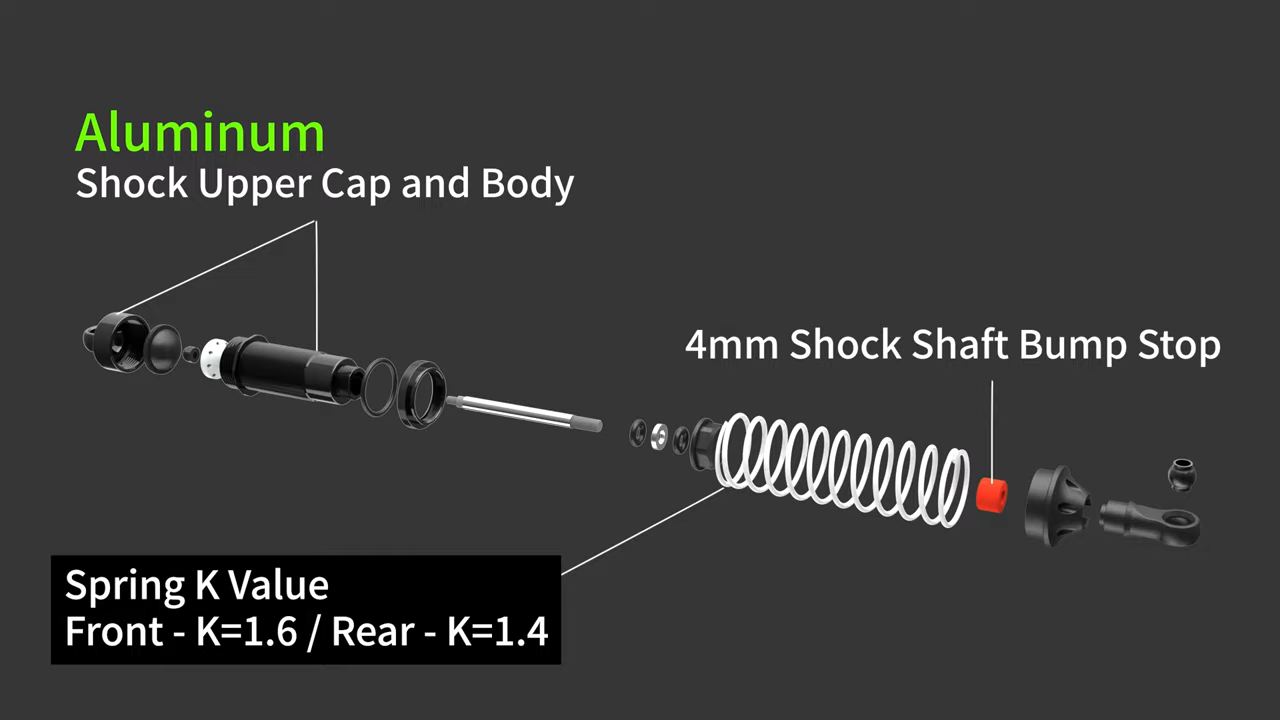 Aluminum
Shock Upper Cap and Body
4mm Shock Shaft Bump Stop
Spring K Value
Front - K=1.6 / Rear - K=1.4